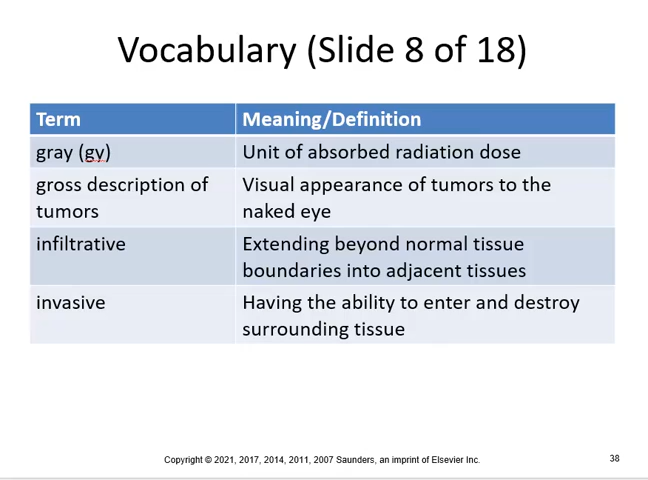 Vocabulary (Slide 8 of 18)
Term Meaning/Definition
gray (gy) Unit of absorbed radiation dose
gross description of tumors Visual appearance of tumors to the naked eye
infiltrative Extending beyond normal tissue boundaries into adjacent tissues
invasive Having the ability to enter and destroy surrounding tissue
Copyright © 2021, 2017, 2014, 2011, 2007 Saunders, an imprint of Elsevier Inc.
38